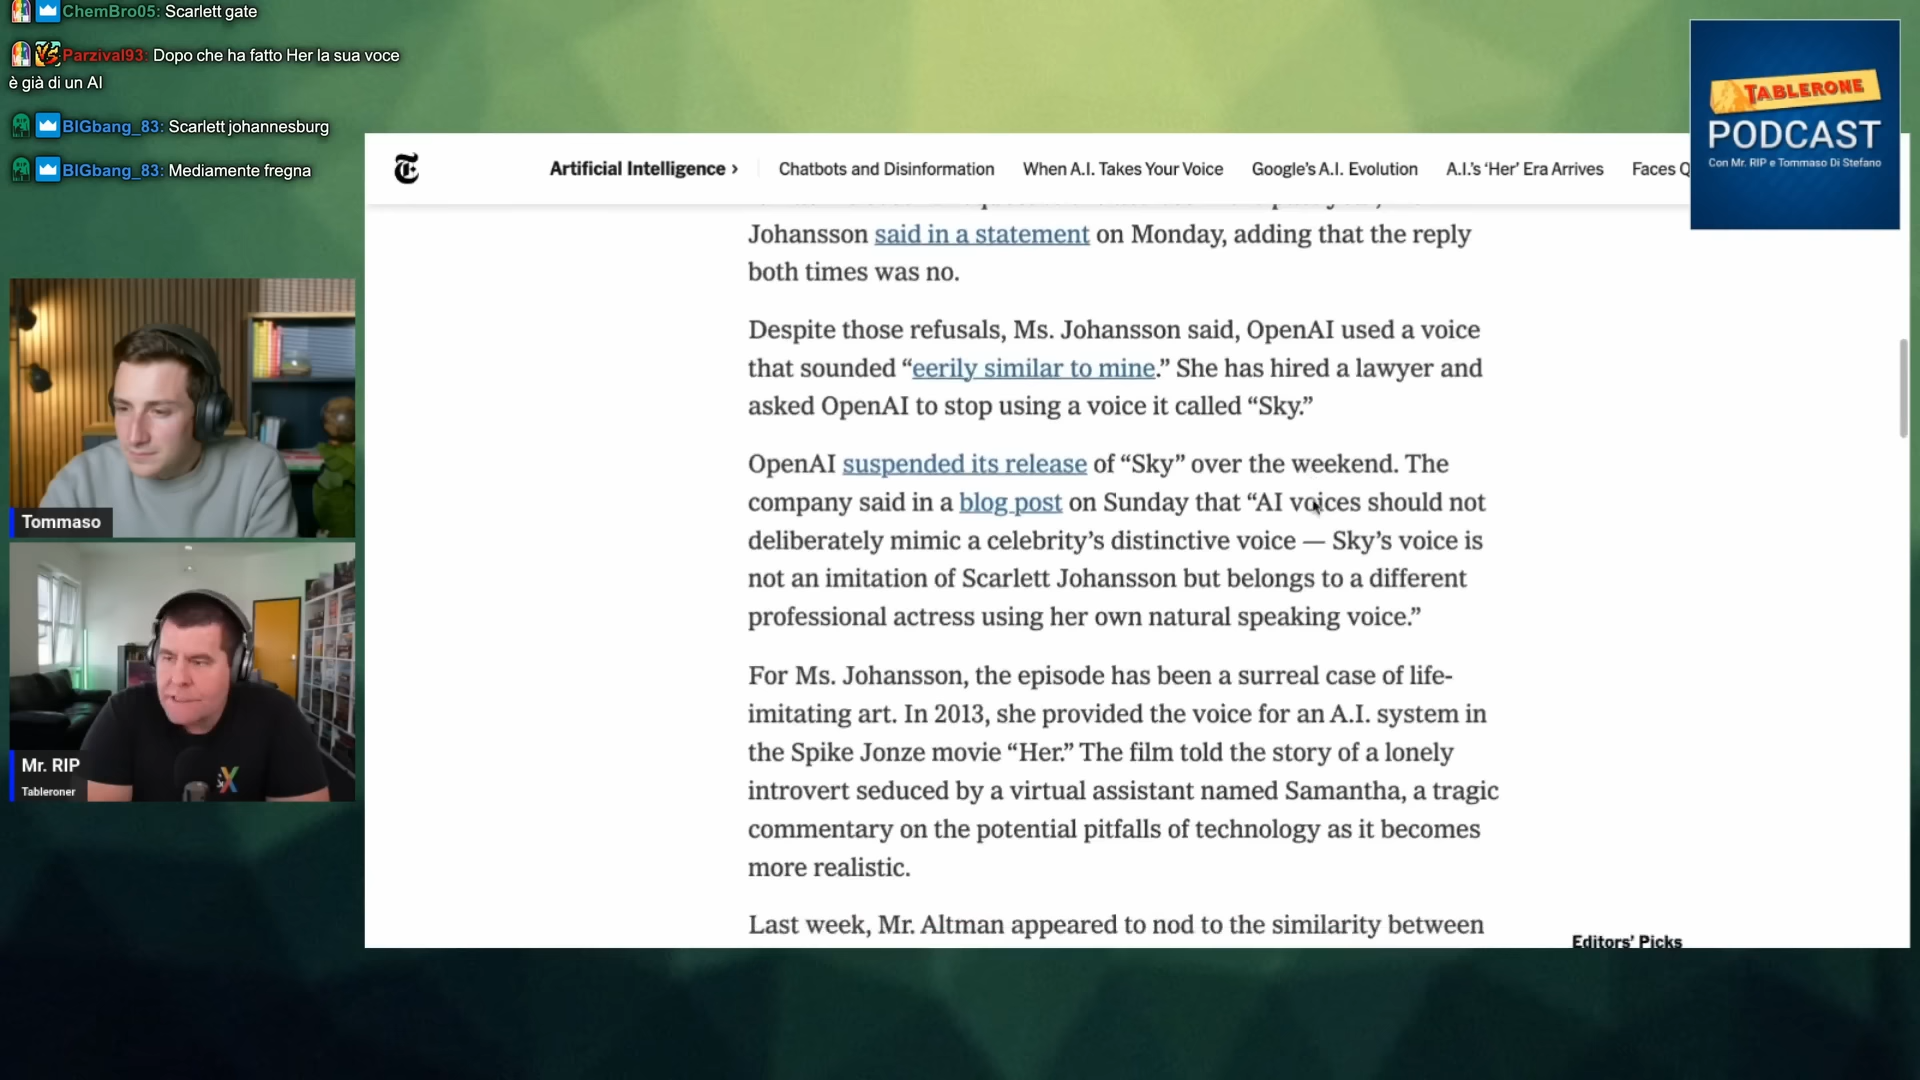 ChemBro05: Scarlett gate
Parzival93: Dopo che ha fatto Her la sua voce
è già di un AI
BIGbang_83: Scarlett johannesburg
BIGbang_83: Mediamente fregna
TABLERONE
PODCAST
Con Mr. RIP e Tommaso Di Stefano
Artificial Intelligence › Chatbots and Disinformation When A.I. Takes Your Voice Google's A.I. Evolution A.I.'s ‘Her’ Era Arrives Faces Q
Johansson said in a statement on Monday, adding that the reply
both times was no.
Despite those refusals, Ms. Johansson said, OpenAI used a voice
that sounded “eerily similar to mine.” She has hired a lawyer and
asked OpenAI to stop using a voice it called “Sky.”
OpenAI suspended its release of “Sky” over the weekend. The
company said in a blog post on Sunday that “AI voices should not
deliberately mimic a celebrity’s distinctive voice — Sky’s voice is
not an imitation of Scarlett Johansson but belongs to a different
professional actress using her own natural speaking voice.”
For Ms. Johansson, the episode has been a surreal case of life-
imitating art. In 2013, she provided the voice for an A.I. system in
the Spike Jonze movie “Her.” The film told the story of a lonely
introvert seduced by a virtual assistant named Samantha, a tragic
commentary on the potential pitfalls of technology as it becomes
more realistic.
Last week, Mr. Altman appeared to nod to the similarity between
Editors’ Picks
Tommaso
Mr. RIP
Tableroner